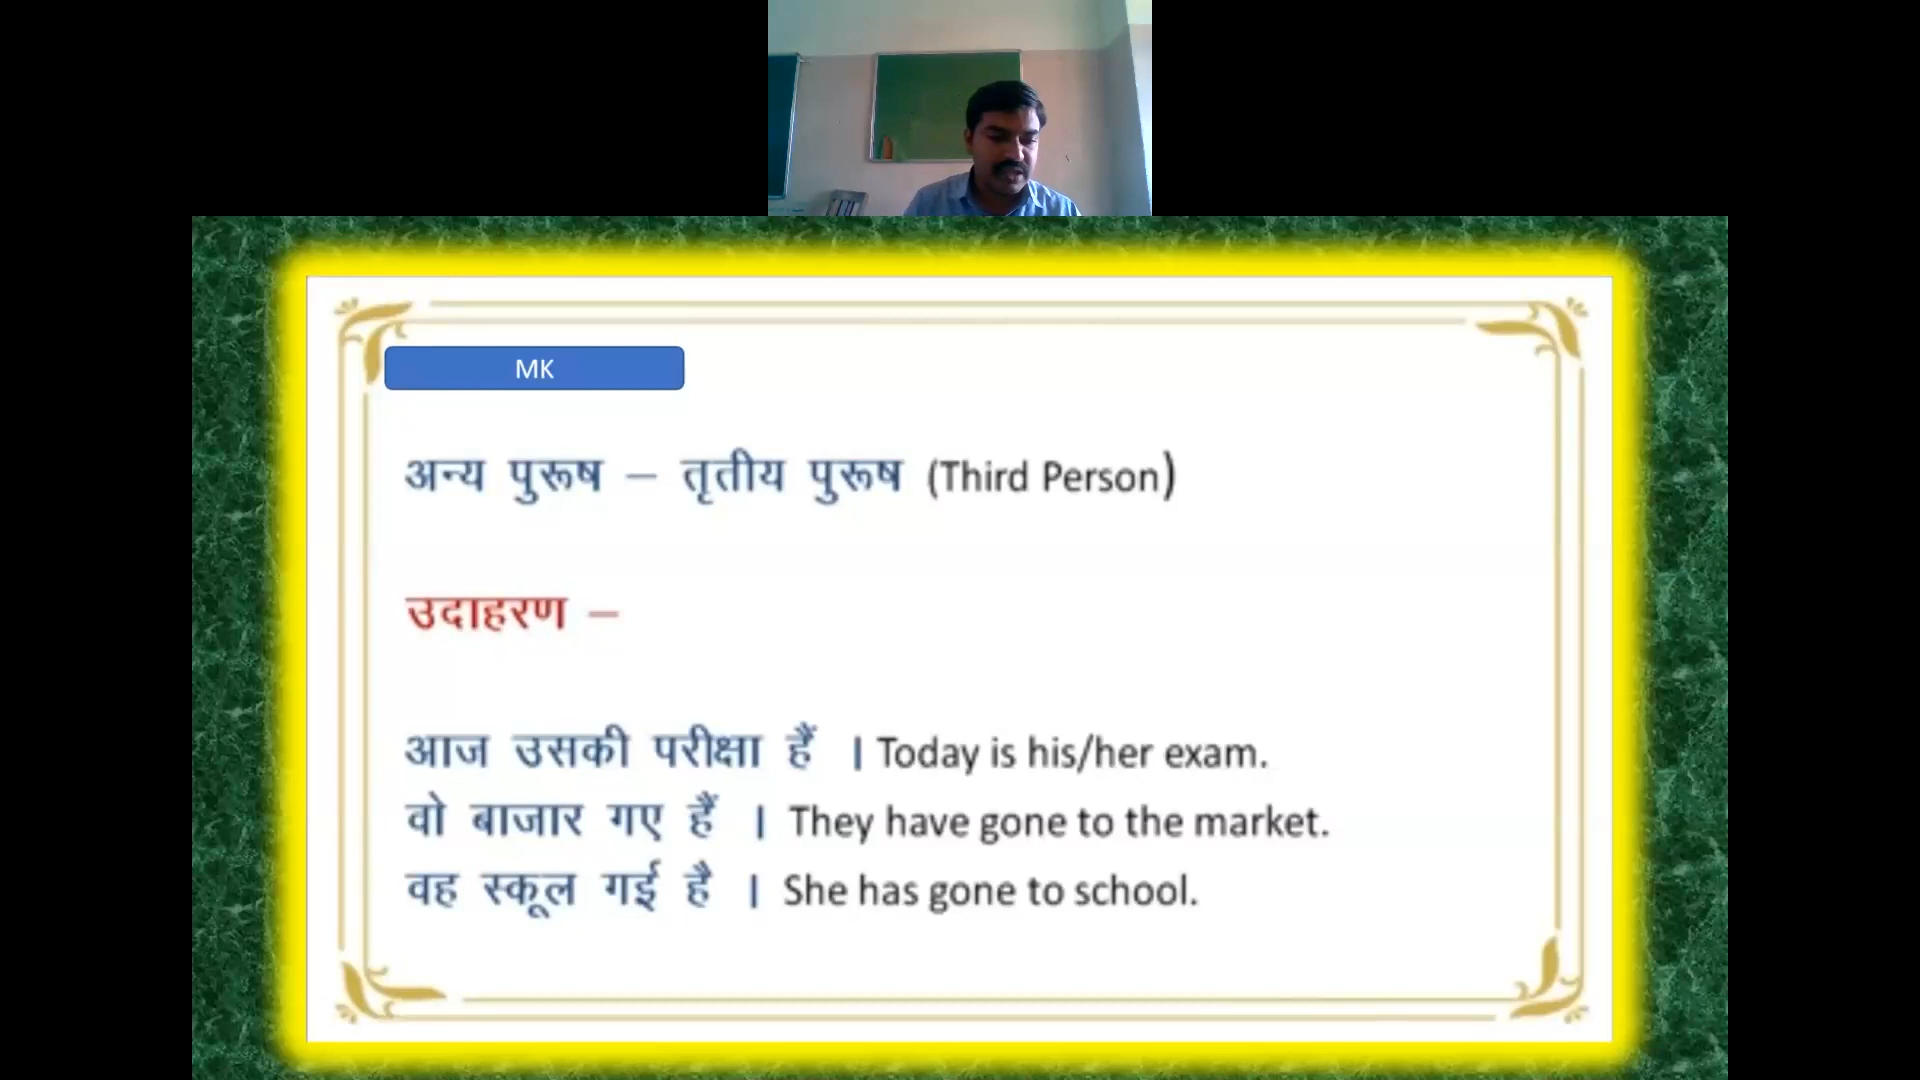 MK
अन्य पुरूष – तृतीय पुरूष (Third Person)
उदाहरण –
आज उसकी परीक्षा हैं । Today is his/her exam.
वो बाजार गए हैं । They have gone to the market.
वह स्कूल गई है । She has gone to school.